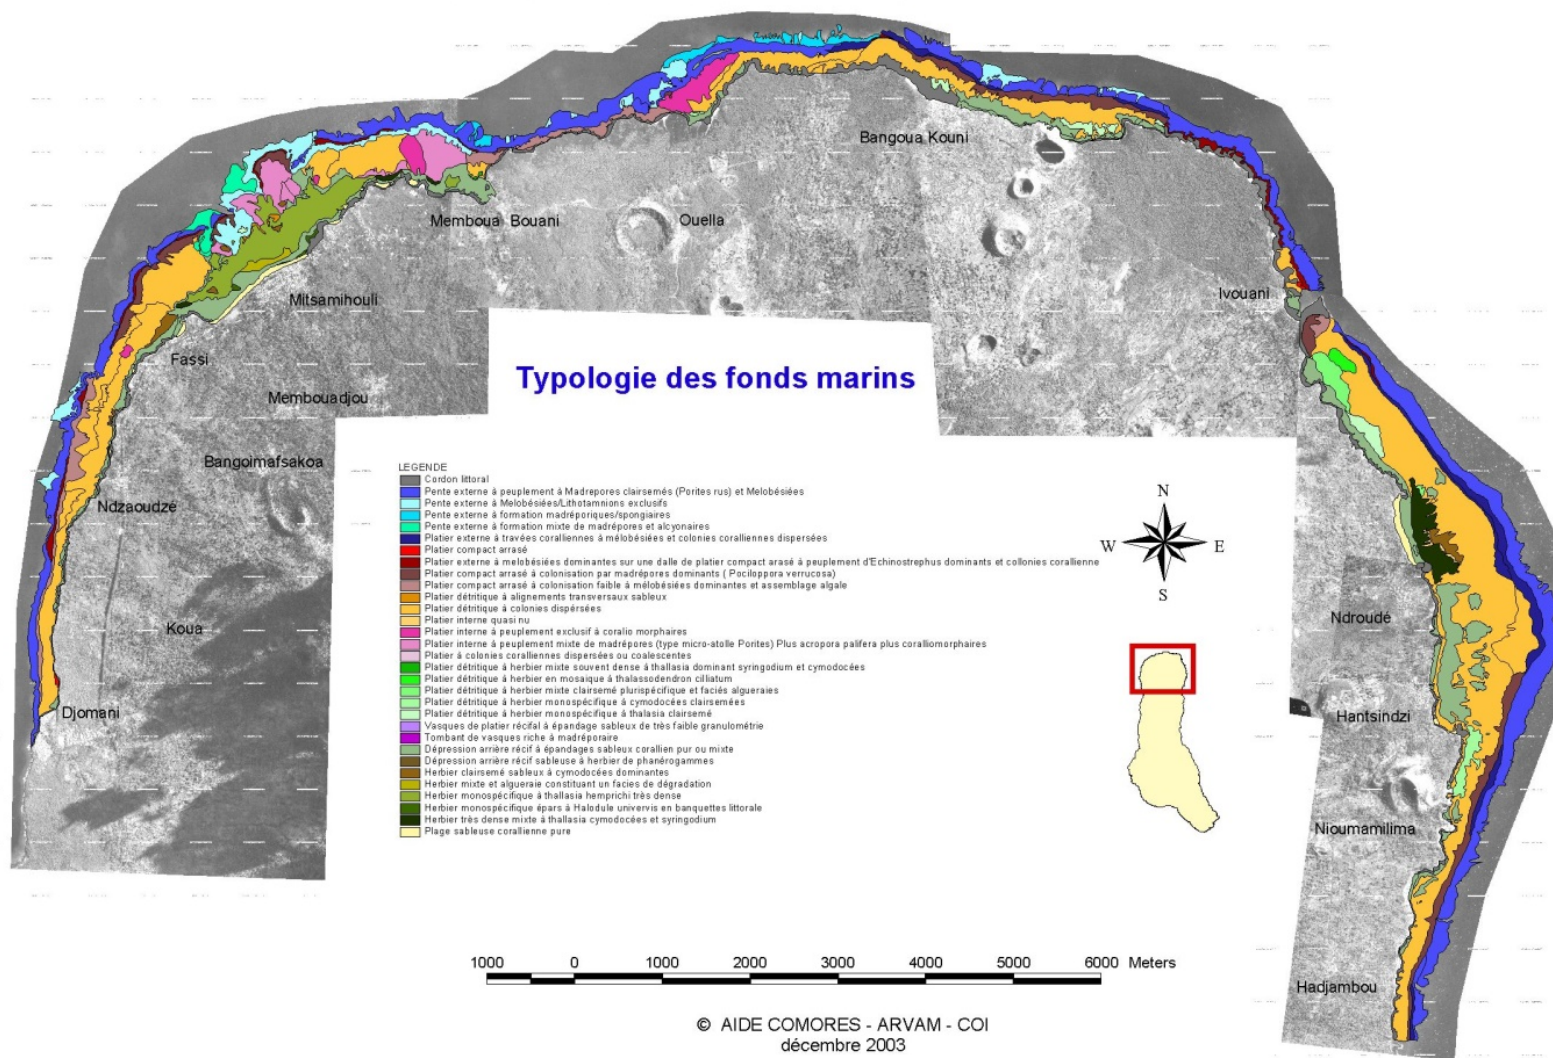 Bangoua Kouni
Memboua Bouani
Ouella
Mitsamihouli
Ivouani
Fassi
Typologie des fonds marins
Membouadjou
Bangoimafsakoa
Ndzaoudzé
LEGENDE
Cordon littoral
Pente externe à peuplement à Madrepores clairsemés (Porites rus) et Melobésiées
Pente externe à Melobésiées/Lithotamnions exclusifs
Pente externe à formation madréporiques/spongiaires
Pente externe à formation mixte de madrépores et alcyonaires
Platier externe à travées coralliennes à mélobésiées et colonies coralliennes dispersées
Platier compact arrasé
Platier externe à melobésiées dominantes sur une dalle de platier compact arasé à peuplement d'Echinostrephus dominants et collonies corallienne
Platier compact arrasé à colonisation par madrépores dominants ( Pociloppora verrucosa)
Platier compact arrasé à colonisation faible à mélobésiées dominantes et assemblage algale
Platier détritique à alignements transversaux sableux
Platier détritique à colonies dispérsées
Platier interne quasi nu
Platier interne à peuplement exclusif à coralio morphaires
Platier interne à peuplement mixte de madrépores (type micro-atolle Porites) Plus acropora palifera plus coralliomorphaires
Platier à colonies coralliennes dispersées ou coalescentes
Platier détritique à herbier mixte souvent dense à thallasia dominant syringodium et cymodocées
Platier détritique à herbier en mosaique à thalassodendron cilliatum
Platier détritique à herbier mixte clairsemé plurispécifique et faciés algueraies
Platier détritique à herbier monospécifique à cymodocées clairsemées
Platier détritique à herbier monospécifique à thalasia clairsemé
Vasques de platier récifal à épandage sableux de très faible granulométrie
Tombant de vasques riche à madréporaire
Dépression arrière récif à épandages sableux corallien pur ou mixte
Dépression arrière récif sableuse à herbier de phanérogammes
Herbier clairsemé sableux à cymodocées dominantes
Herbier mixte et algueraie constituant un facies de dégradation
Herbier monospécifique à thallasia hemprichi très dense
Herbier monospécifique épars à Halodule univervis en banquettes littorale
Herbier très dense mixte à thallasia cymodocées et syringodium
Plage sableuse corallienne pure
N
W E
S
Koua
Djomani
Ndroudé
Hantsindzi
Nioumamilima
Hadjambou
1000 0 1000 2000 3000 4000 5000 6000 Meters
© AIDE COMORES - ARVAM - COI
décembre 2003